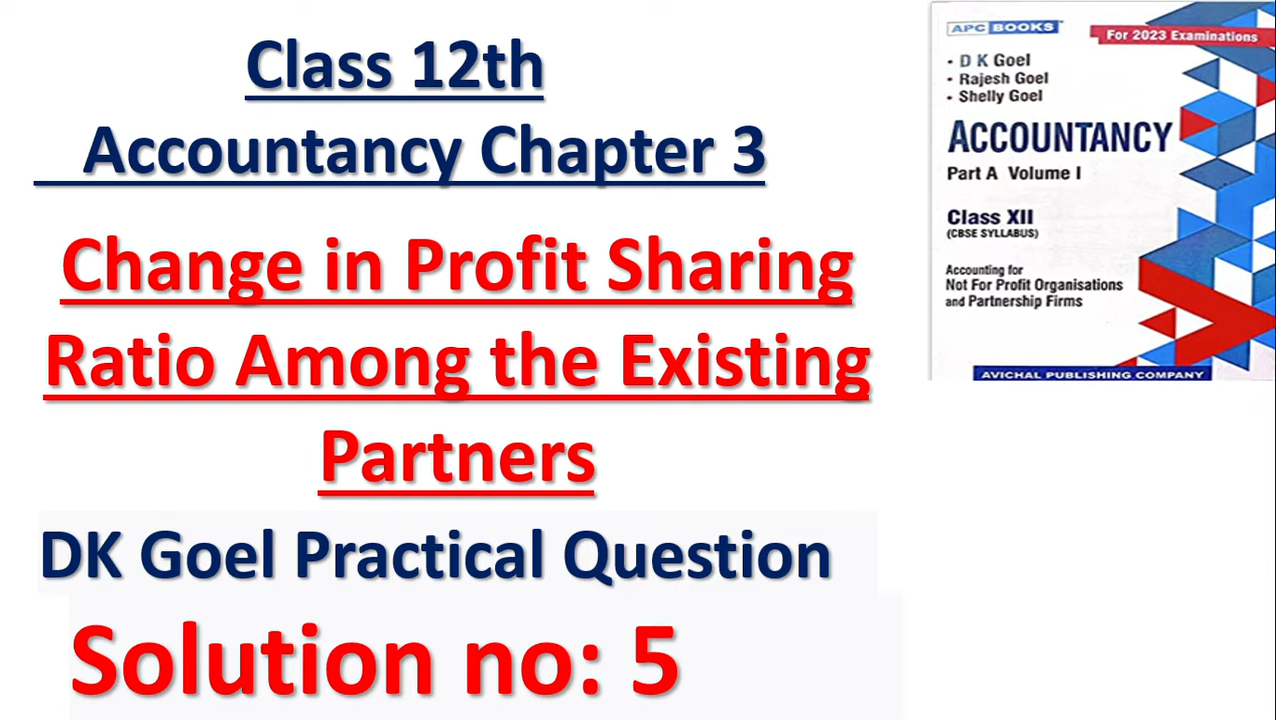 Class 12th
Accountancy Chapter 3
Change in Profit Sharing
Ratio Among the Existing
Partners
DK Goel Practical Question
Solution no: 5
APC BOOKS
For 2023 Examinations
• D K Goel
• Rajesh Goel
• Shelly Goel
ACCOUNTANCY
Part A Volume I
Class XII
(CBSE SYLLABUS)
Accounting for
Not For Profit Organisations
and Partnership Firms
AVICHAL PUBLISHING COMPANY